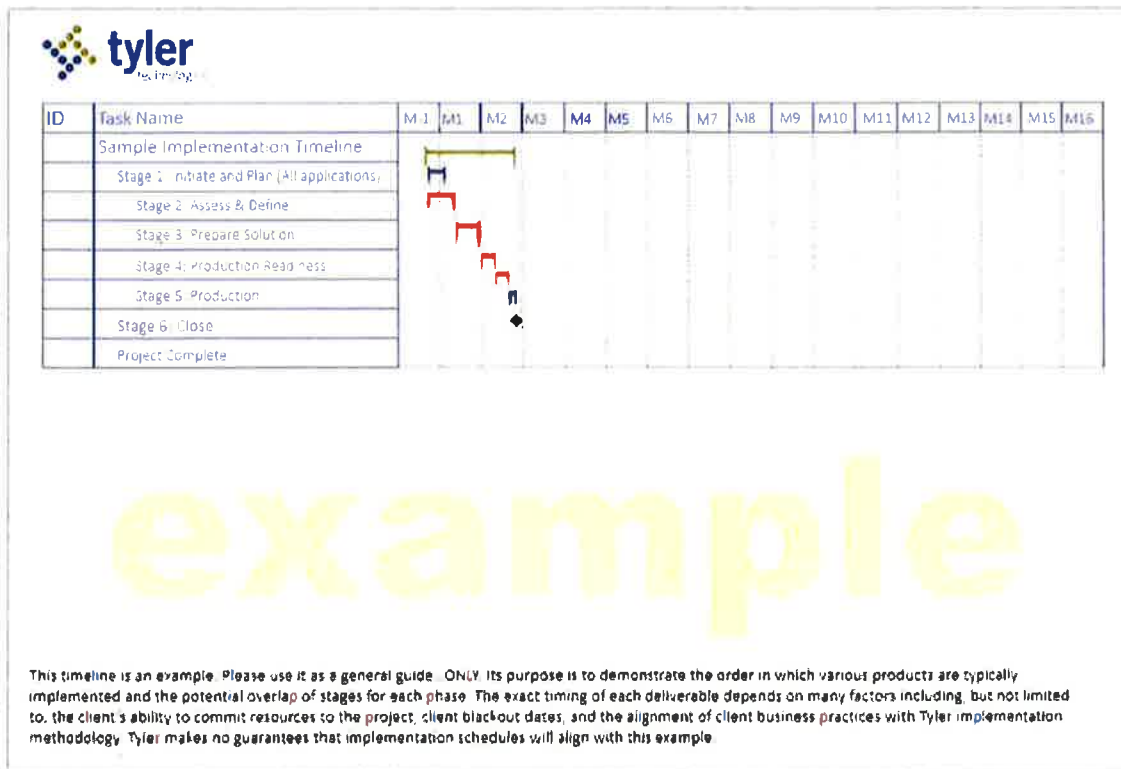 tyler
ID Task Name M-1 M1 M2 M3 M4 M5 M6 M7 M8 M9 M10 M11 M12 M13 M14 M15 M16
Sample Implementation Timeline
Stage 1: Initiate and Plan (All applications)
Stage 2: Assess & Define
Stage 3: Prepare Solution
Stage 4: Production Readiness
Stage 5: Production
Stage 6: Close
Project Complete
example
This timeline is an example. Please use it as a general guide ONLY. Its purpose is to demonstrate the order in which various products are typically
implemented and the potential overlap of stages for each phase. The exact timing of each deliverable depends on many factors including, but not limited
to, the client's ability to commit resources to the project, client blackout dates, and the alignment of client business practices with Tyler implementation
methodology. Tyler makes no guarantees that implementation schedules will align with this example.